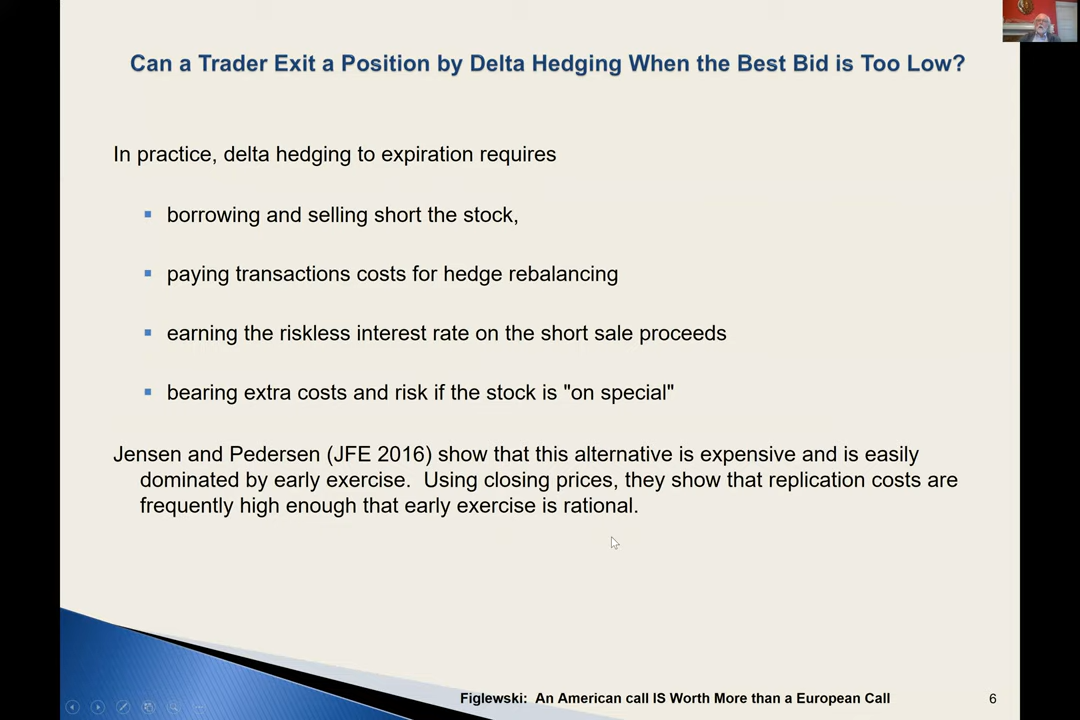 Can a Trader Exit a Position by Delta Hedging When the Best Bid is Too Low?
In practice, delta hedging to expiration requires
borrowing and selling short the stock,
paying transactions costs for hedge rebalancing
earning the riskless interest rate on the short sale proceeds
bearing extra costs and risk if the stock is "on special"
Jensen and Pedersen (JFE 2016) show that this alternative is expensive and is easily
dominated by early exercise.  Using closing prices, they show that replication costs are
frequently high enough that early exercise is rational.
Figlewski:  An American call IS Worth More than a European Call
6